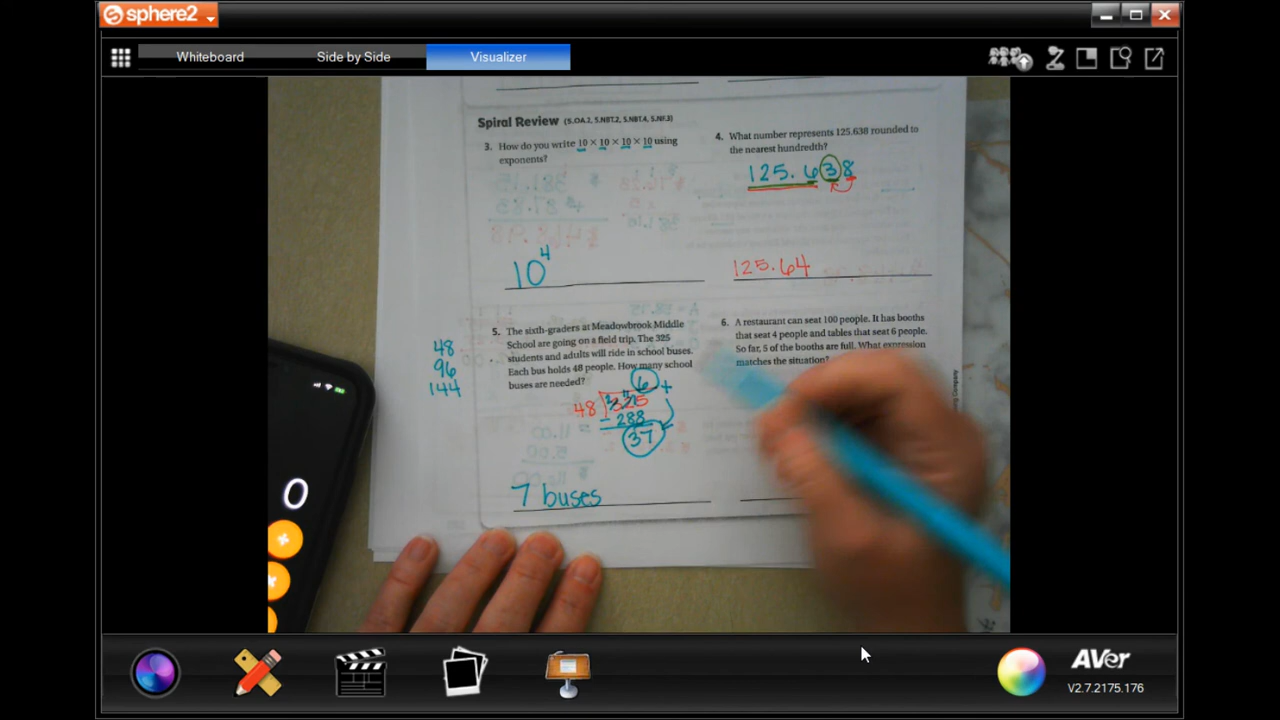 sphere2
Whiteboard Side by Side Visualizer
Spiral Review (5.OA.2, 5.NBT.2, 5.NBT.4, 5.NF.3)
3. How do you write 10 × 10 × 10 × 10 using
exponents?
10⁴
4. What number represents 125.638 rounded to
the nearest hundredth?
125.638
125.64
5. The sixth-graders at Meadowbrook Middle
School are going on a field trip. The 325
students and adults will ride in school buses.
Each bus holds 48 people. How many school
buses are needed?
48
96
144
6 +
48 325
- 288
37
7 buses
6. A restaurant can seat 100 people. It has booths
that seat 4 people and tables that seat 6 people.
So far, 5 of the booths are full. What expression
matches the situation?
0
AVer
V2.7.2175.176